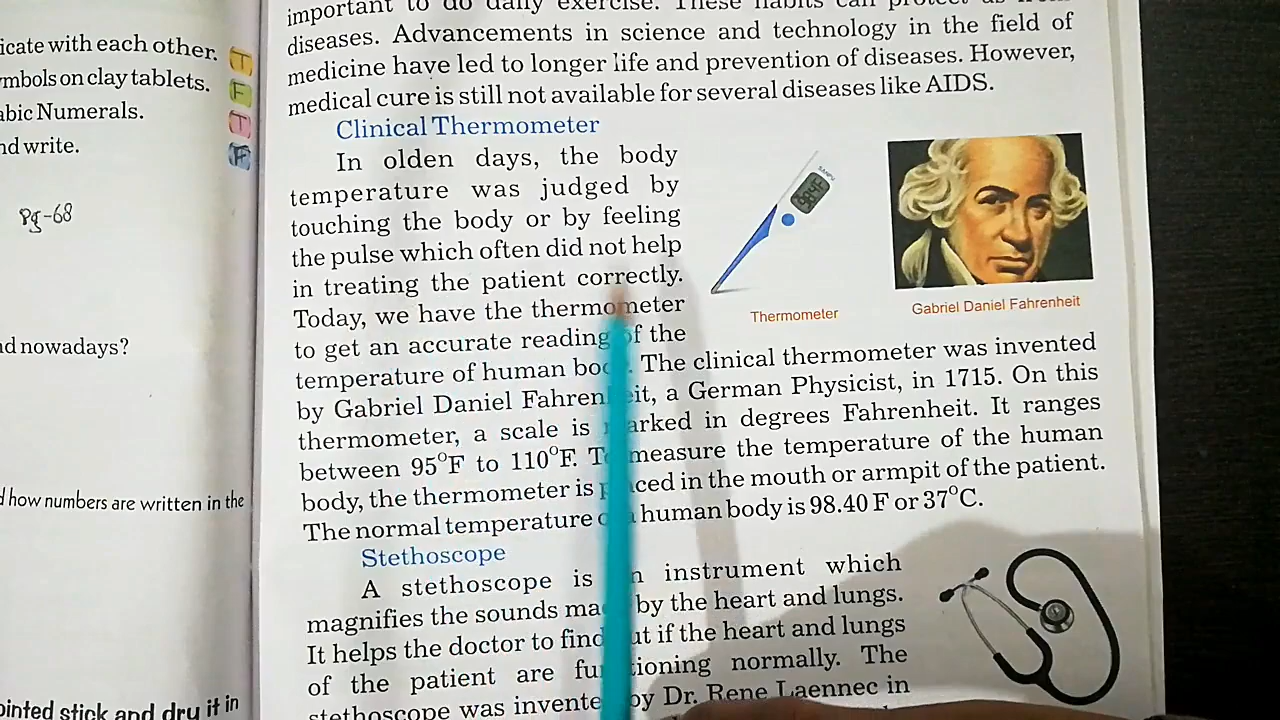 icate with each other.
mbols on clay tablets.
abic Numerals.
nd write.
T
F
T
F
Pg-68
nd nowadays?
d how numbers are written in the
ointed stick and dry it in
important to do daily exercise. These habits can protect us from
diseases. Advancements in science and technology in the field of
medicine have led to longer life and prevention of diseases. However,
medical cure is still not available for several diseases like AIDS.
Clinical Thermometer
In olden days, the body
temperature was judged by
touching the body or by feeling
the pulse which often did not help
in treating the patient correctly.
Today, we have the thermometer
to get an accurate reading of the
temperature of human bo . The clinical thermometer was invented
by Gabriel Daniel Fahren eit, a German Physicist, in 1715. On this
thermometer, a scale is arked in degrees Fahrenheit. It ranges
between 95°F to 110°F. T measure the temperature of the human
body, the thermometer is p ced in the mouth or armpit of the patient.
The normal temperature o human body is 98.40 F or 37°C.
SANPU
98.4F
Thermometer
Gabriel Daniel Fahrenheit
Stethoscope
A stethoscope is n instrument which
magnifies the sounds ma by the heart and lungs.
It helps the doctor to find ut if the heart and lungs
of the patient are fu tioning normally. The
stethoscope was invente by Dr. Rene Laennec in